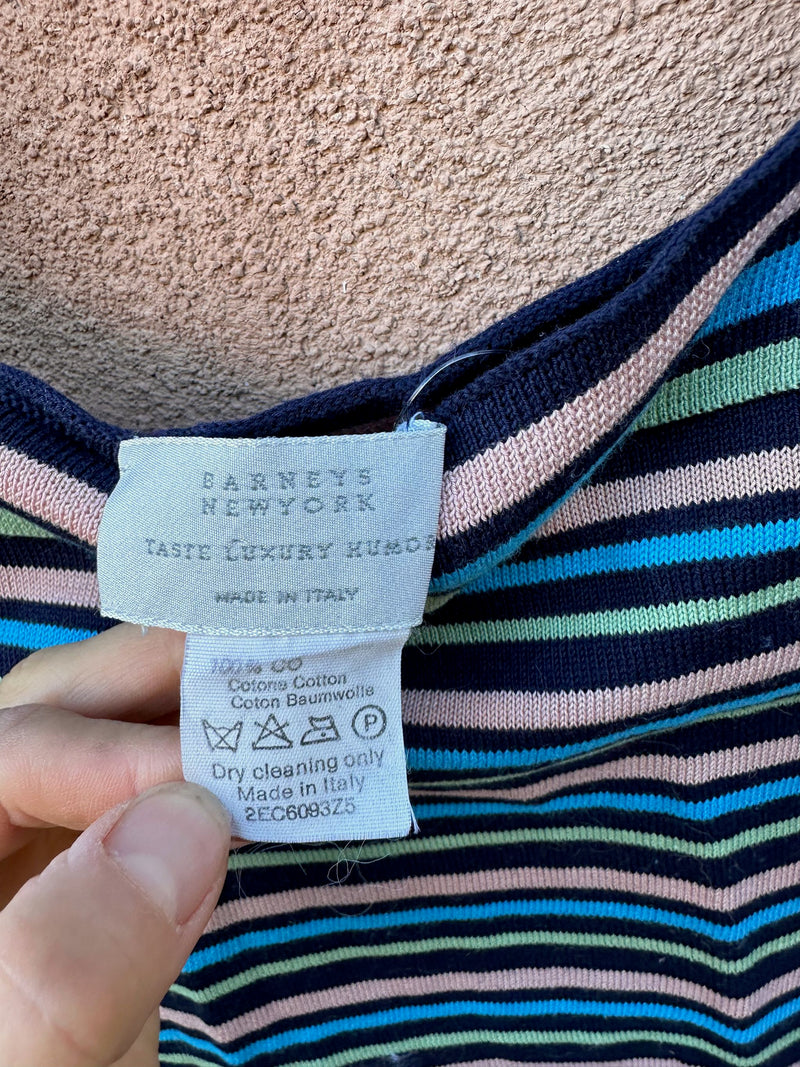 BARNEYS
NEWYORK
TASTE LUXURY HUMOR
MADE IN ITALY
100% CO
Cotone Cotton
Coton Baumwolle
P
Dry cleaning only
Made in Italy
2EC6093Z5